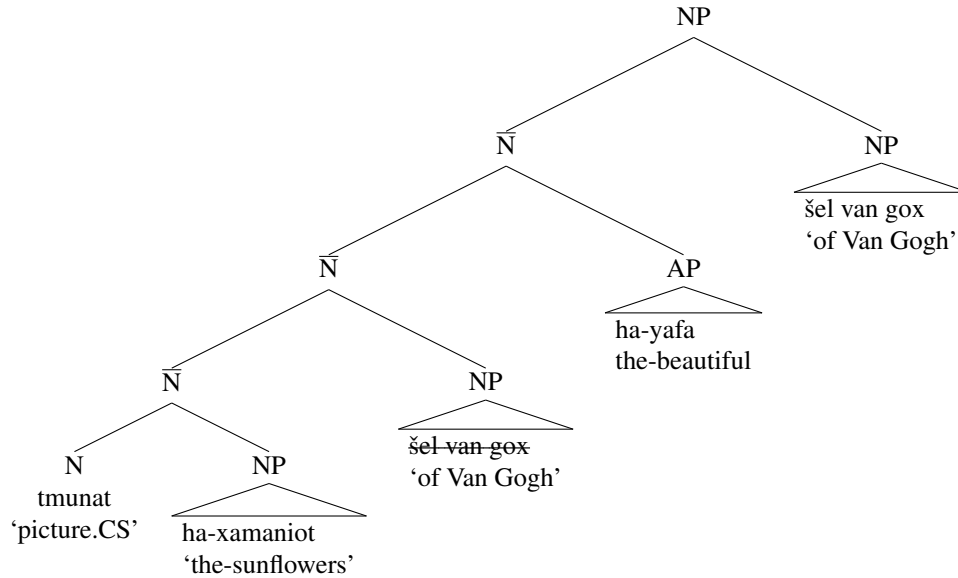 NP
N̅
NP
šel van gox
‘of Van Gogh’
N̅
AP
ha-yafa
the-beautiful
N̅
NP
šel van gox
‘of Van Gogh’
N
NP
tmunat
‘picture.CS’
ha-xamaniot
‘the-sunflowers’